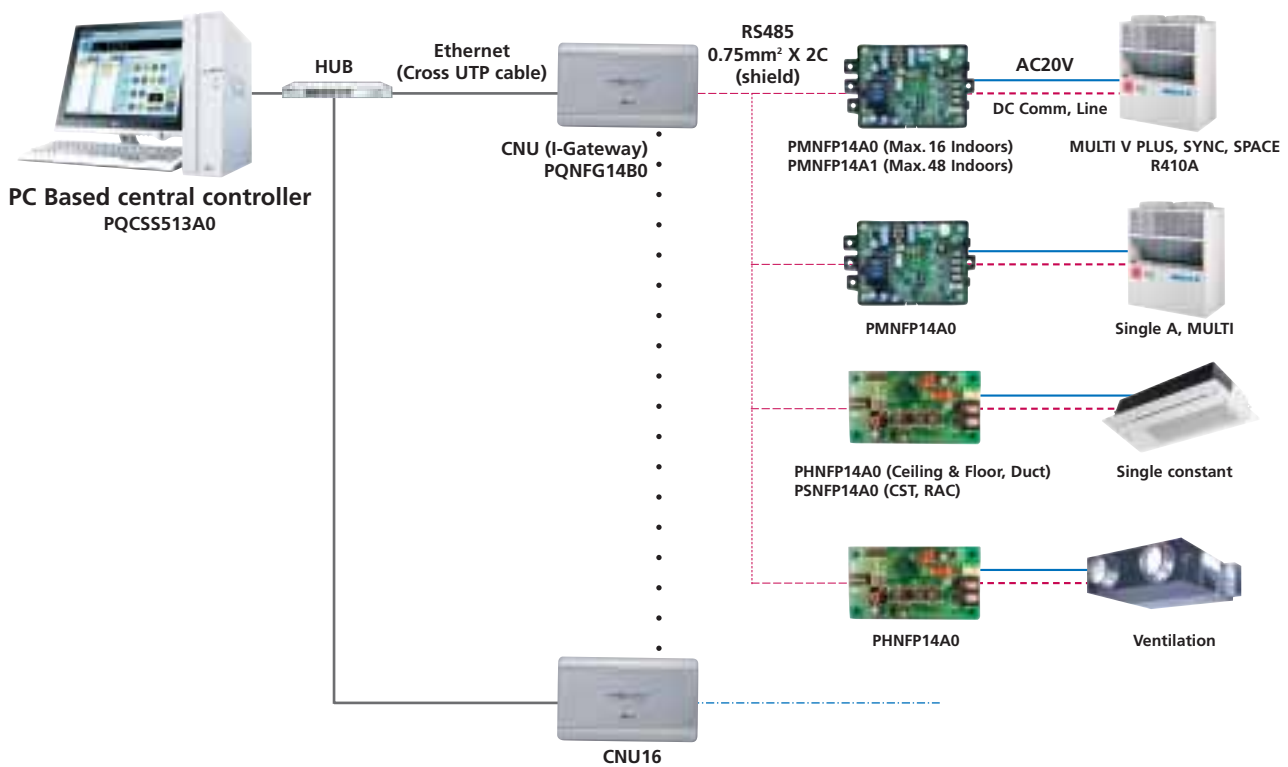 HUB
Ethernet
(Cross UTP cable)
RS485
0.75mm² X 2C
(shield)
AC20V
DC Comm, Line
CNU (I-Gateway)
PQNFG14B0
PMNFP14A0 (Max. 16 Indoors)
PMNFP14A1 (Max. 48 Indoors)
MULTI V PLUS, SYNC, SPACE
R410A
PC Based central controller
PQCSS513A0
PMNFP14A0
Single A, MULTI
PHNFP14A0 (Ceiling & Floor, Duct)
PSNFP14A0 (CST, RAC)
Single constant
PHNFP14A0
Ventilation
CNU16